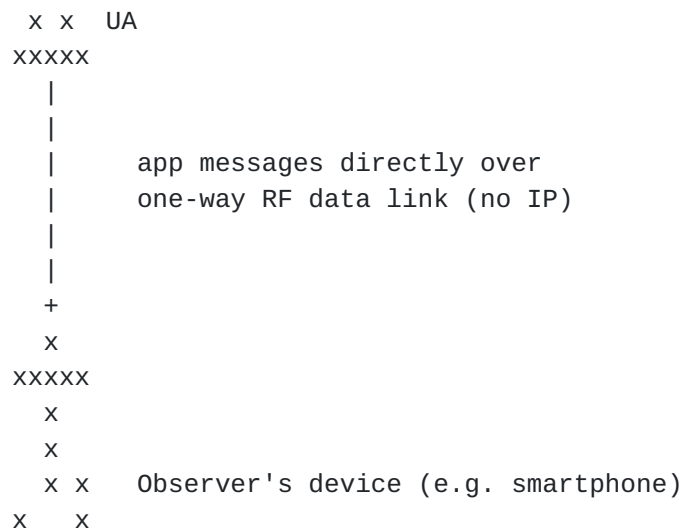 x x UA
xxxxx
|
|
| app messages directly over
| one-way RF data link (no IP)
|
|
+
x
xxxxx
x
x
x x Observer's device (e.g. smartphone)
x x